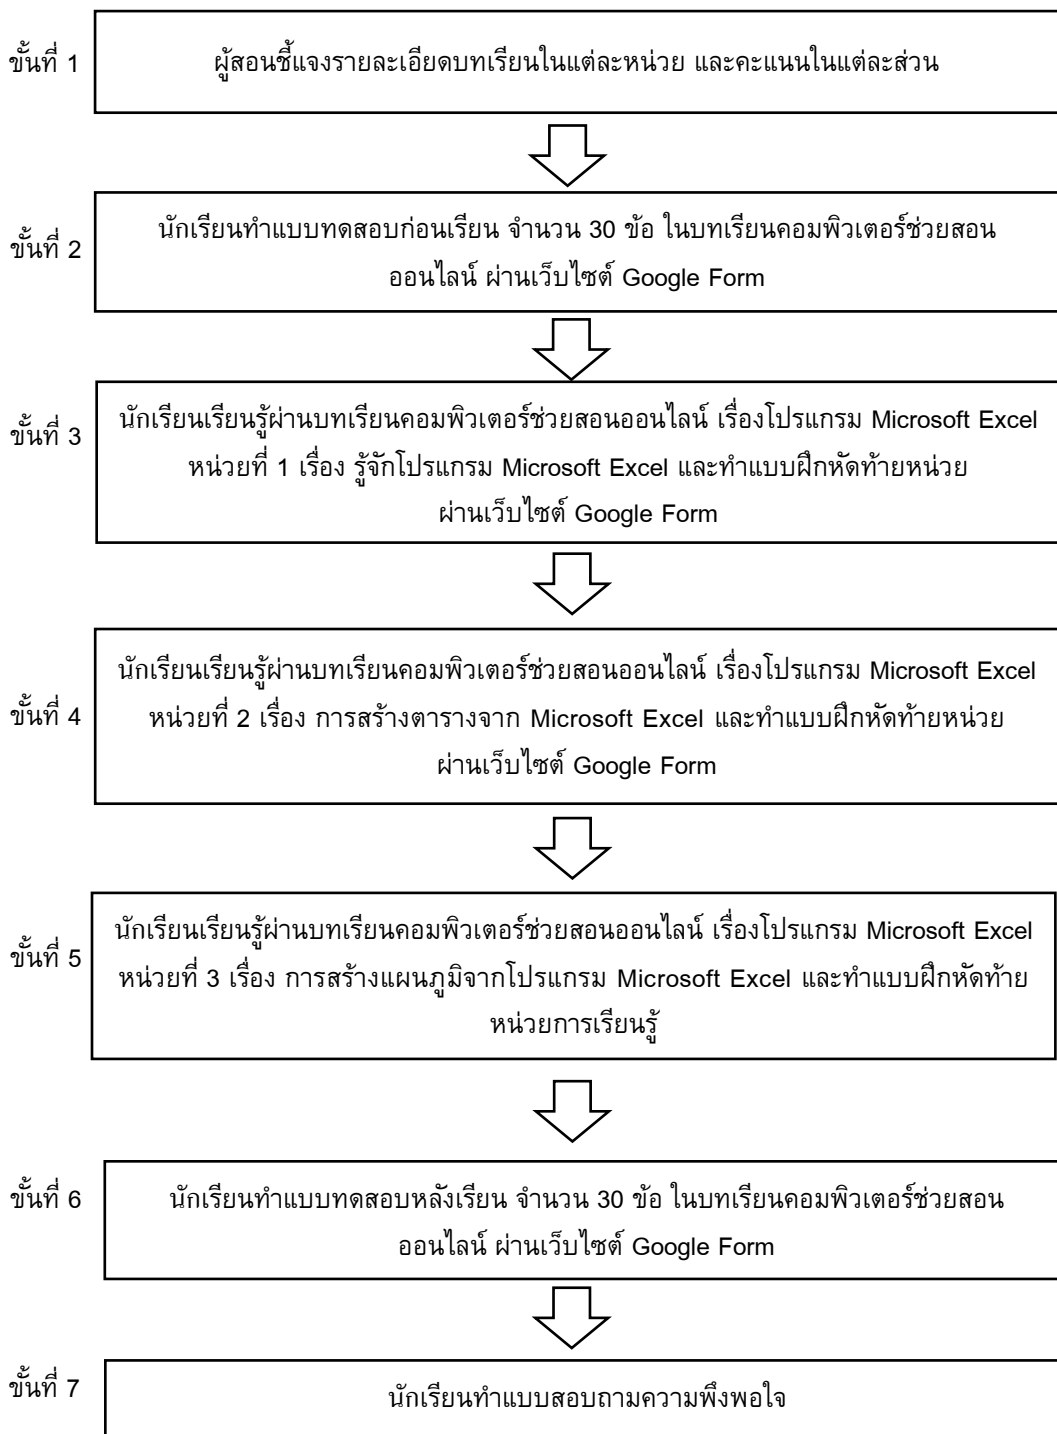 ขั้นที่ 1
ผู้สอนชี้แจงรายละเอียดบทเรียนในแต่ละหน่วย และคะแนนในแต่ละส่วน
ขั้นที่ 2
นักเรียนทำแบบทดสอบก่อนเรียน จำนวน 30 ข้อ ในบทเรียนคอมพิวเตอร์ช่วยสอน
ออนไลน์ ผ่านเว็บไซต์ Google Form
ขั้นที่ 3
นักเรียนเรียนรู้ผ่านบทเรียนคอมพิวเตอร์ช่วยสอนออนไลน์ เรื่องโปรแกรม Microsoft Excel
หน่วยที่ 1 เรื่อง รู้จักโปรแกรม Microsoft Excel และทำแบบฝึกหัดท้ายหน่วย
ผ่านเว็บไซต์ Google Form
ขั้นที่ 4
นักเรียนเรียนรู้ผ่านบทเรียนคอมพิวเตอร์ช่วยสอนออนไลน์ เรื่องโปรแกรม Microsoft Excel
หน่วยที่ 2 เรื่อง การสร้างตารางจาก Microsoft Excel และทำแบบฝึกหัดท้ายหน่วย
ผ่านเว็บไซต์ Google Form
ขั้นที่ 5
นักเรียนเรียนรู้ผ่านบทเรียนคอมพิวเตอร์ช่วยสอนออนไลน์ เรื่องโปรแกรม Microsoft Excel
หน่วยที่ 3 เรื่อง การสร้างแผนภูมิจากโปรแกรม Microsoft Excel และทำแบบฝึกหัดท้าย
หน่วยการเรียนรู้
ขั้นที่ 6
นักเรียนทำแบบทดสอบหลังเรียน จำนวน 30 ข้อ ในบทเรียนคอมพิวเตอร์ช่วยสอน
ออนไลน์ ผ่านเว็บไซต์ Google Form
ขั้นที่ 7
นักเรียนทำแบบสอบถามความพึงพอใจ